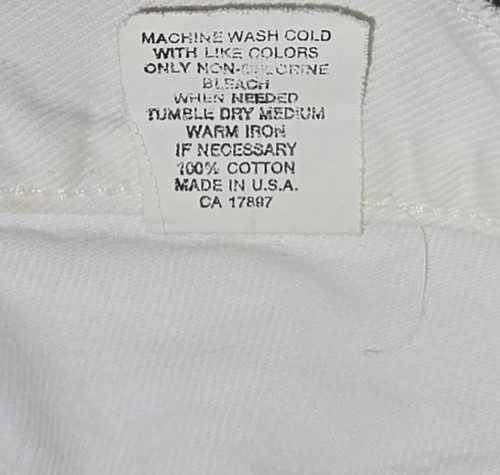 MACHINE WASH COLD
WITH LIKE COLORS
ONLY NON-CHLORINE
BLEACH
WHEN NEEDED
TUMBLE DRY MEDIUM
WARM IRON
IF NECESSARY
100% COTTON
MADE IN U.S.A.
CA 17897